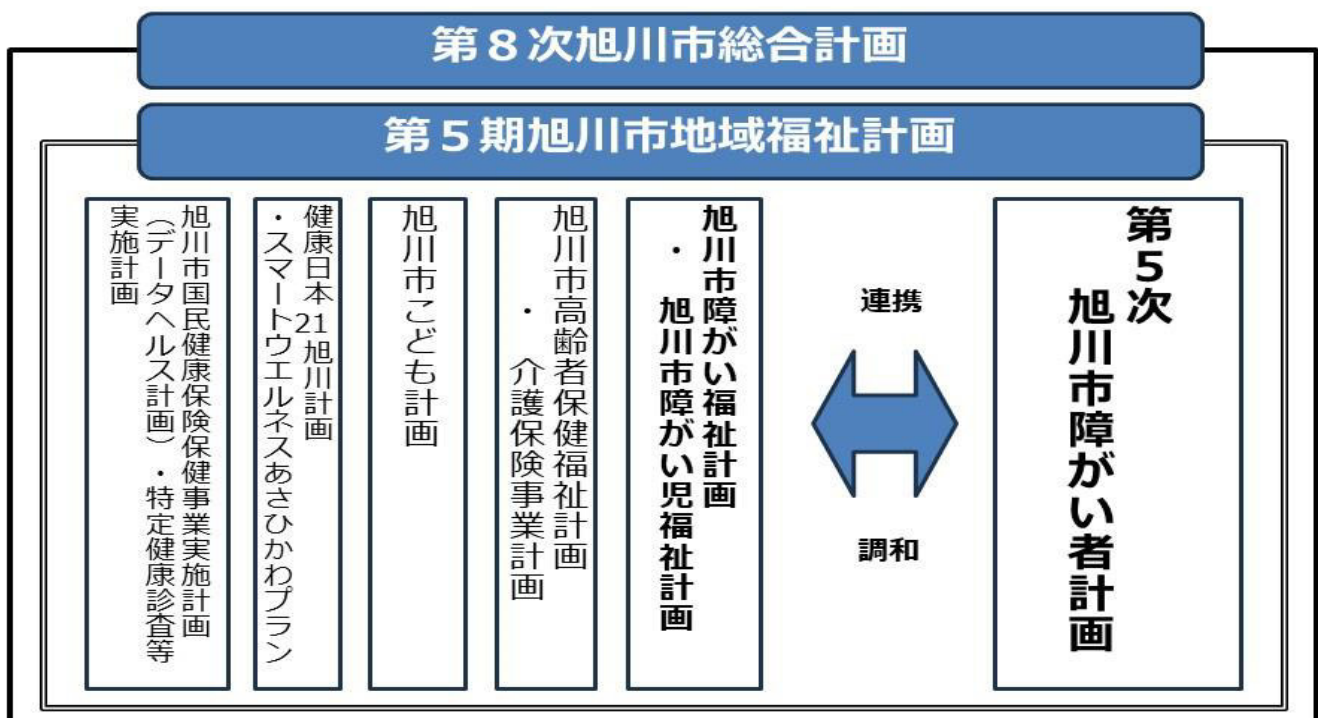 第8次旭川市総合計画
第5期旭川市地域福祉計画
第5次
旭川市障がい者計画
連携
調和
旭川市障がい福祉計画
・旭川市障がい児福祉計画
旭川市高齢者保健福祉計画
・介護保険事業計画
旭川市こども計画
健康日本21旭川計画
・スマートウエルネスあさひかわプラン
旭川市国民健康保険保健事業実施計画
（データヘルス計画）・特定健康診査等
実施計画